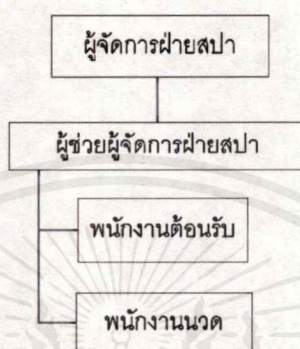 ผู้จัดการฝ่ายสปา
ผู้ช่วยผู้จัดการฝ่ายสปา
พนักงานต้อนรับ
พนักงานนวด